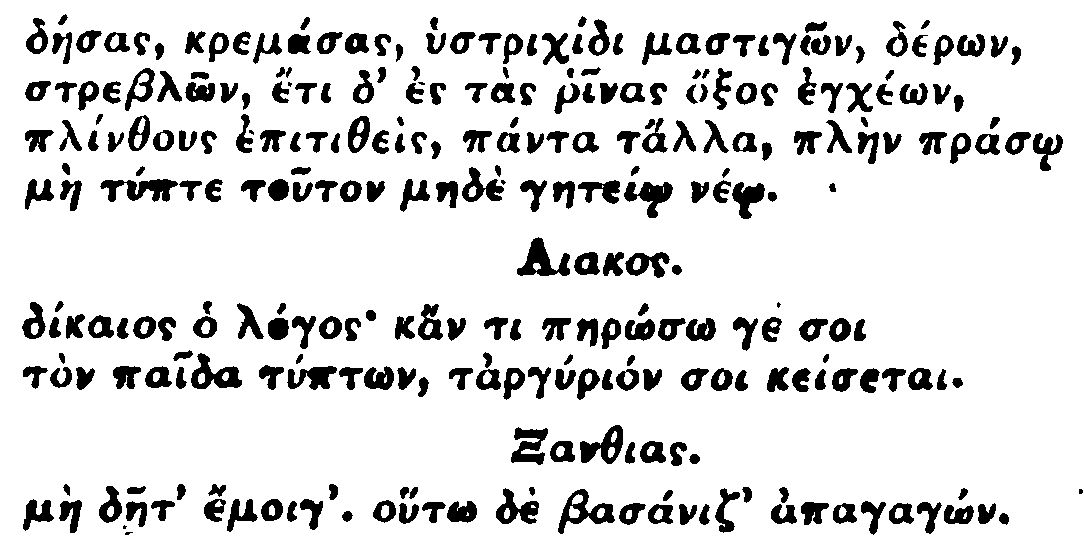 δήσας, κρεμάσας, ὑστριχίδι μαστιγῶν, δέρων,
στρεβλῶν, ἔτι δ’ ἐς τὰς ῥῖνας ὄξος ἐγχέων,
πλίνθους ἐπιτιθεὶς, πάντα τἄλλα, πλὴν πράσῳ
μὴ τύπτε τοῦτον μηδὲ γητείῳ νέῳ.
Αιακος.
δίκαιος ὁ λόγος· κἄν τι πηρώσω γέ σοι
τὸν παῖδα τύπτων, τἀργύριόν σοι κείσεται.
Ξανθιας.
μὴ δῆτ’ ἔμοιγ’. οὕτω δὲ βασάνιζ’ ἀπαγαγών.